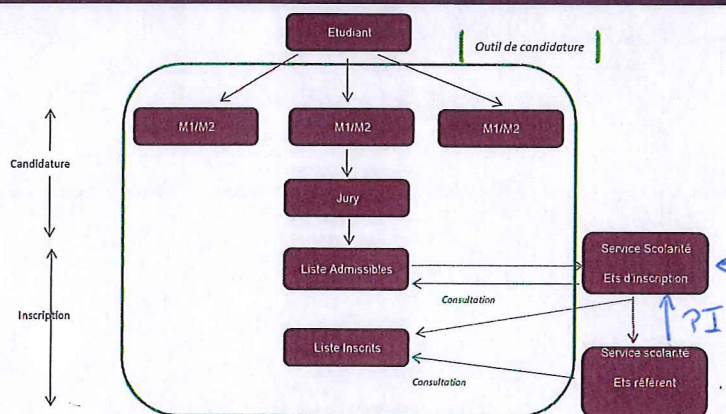 Etudiant
Outil de candidature
M1/M2
M1/M2
M1/M2
Candidature
Jury
Service Scolarité
Liste Admissibles
Ets d'inscription
Consultation
Inscription
PI
Liste Inscrits
Service scolarité
Consultation
Ets référent